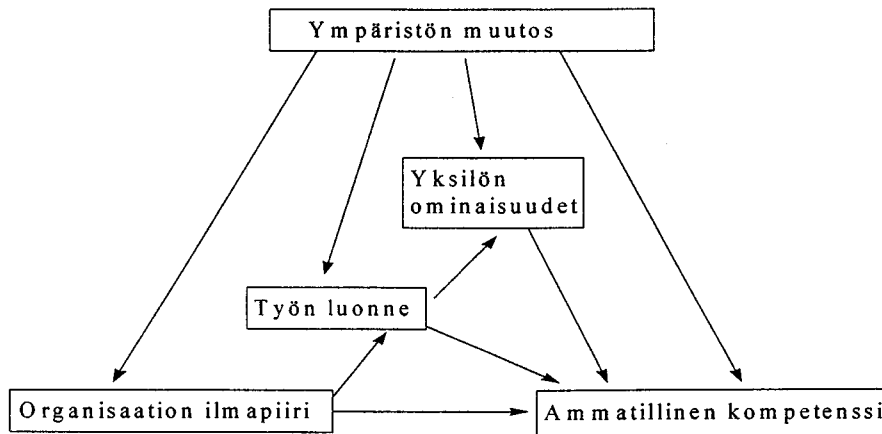 Ympäristön muutos
Yksilön
ominaisuudet
Työn luonne
Organisaation ilmapiiri
Ammatillinen kompetenssi